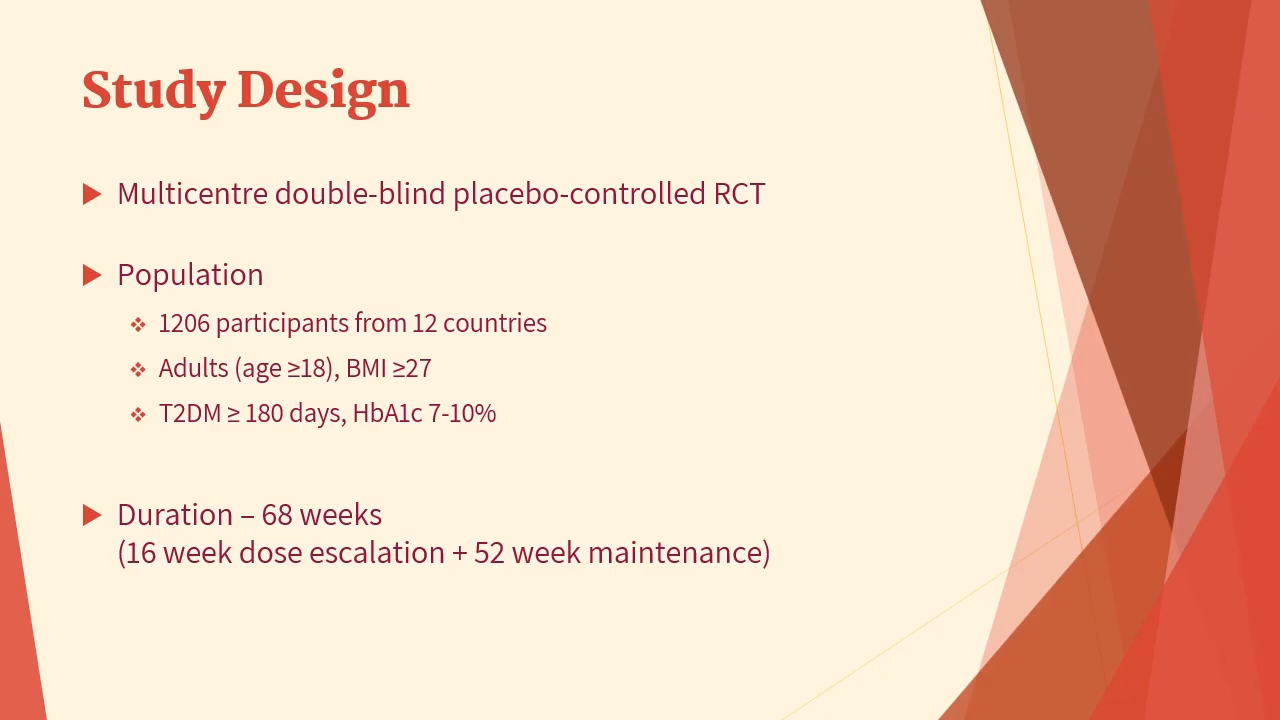 Study Design
Multicentre double-blind placebo-controlled RCT
Population
1206 participants from 12 countries
Adults (age ≥18), BMI ≥27
T2DM ≥ 180 days, HbA1c 7-10%
Duration – 68 weeks
(16 week dose escalation + 52 week maintenance)